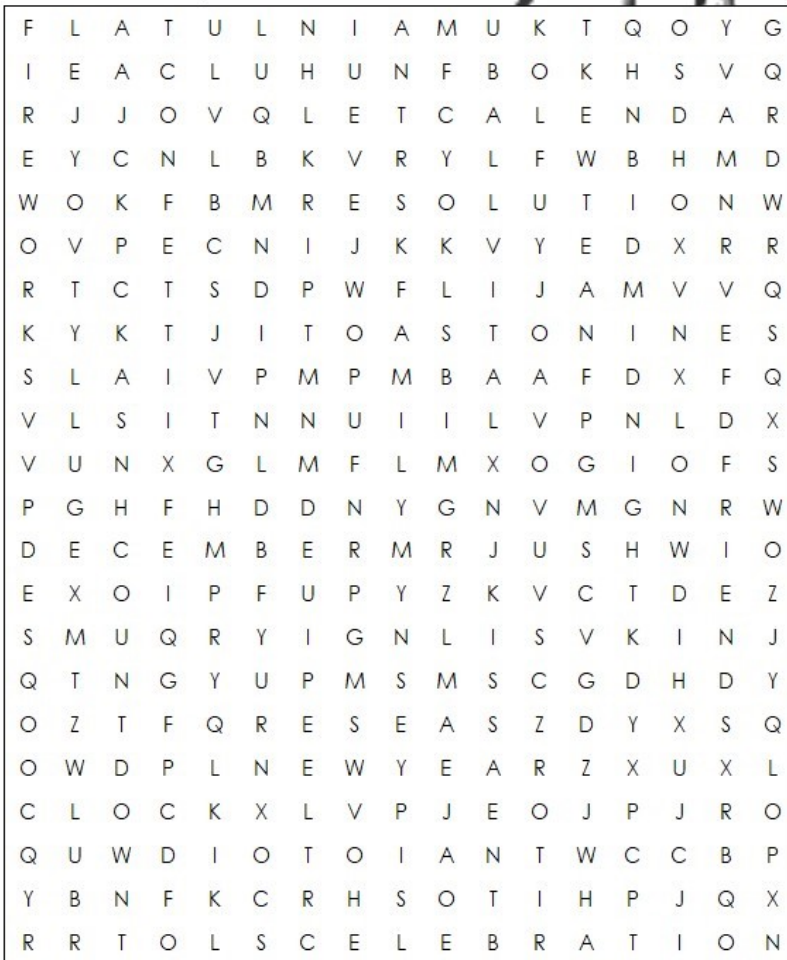 F L A T U L N I A M U K T Q O Y G
I E A C L U H U N F B O K H S V Q
R J J O V Q L E T C A L E N D A R
E Y C N L B K V R Y L F W B H M D
W O K F B M R E S O L U T I O N W
O V P E C N I J K K V Y E D X R R
R T C T S D P W F L I J A M V V Q
K Y K T J I T O A S T O N I N E S
S L A I V P M P M B A A F D X F Q
V L S I T N N U I I L V P N L D X
V U N X G L M F L M X O G I O F S
P G H F H D D N Y G N V M G N R W
D E C E M B E R M R J U S H W I O
E X O I P F U P Y Z K V C T D E Z
S M U Q R Y I G N L I S V K I N J
Q T N G Y U P M S M S C G D H D Y
O Z T F Q R E S E A S Z D Y X S Q
O W D P L N E W Y E A R Z X U X L
C L O C K X L V P J E O J P J R O
Q U W D I O T O I A N T W C C B P
Y B N F K C R H S O T I H P J Q X
R R T O L S C E L E B R A T I O N